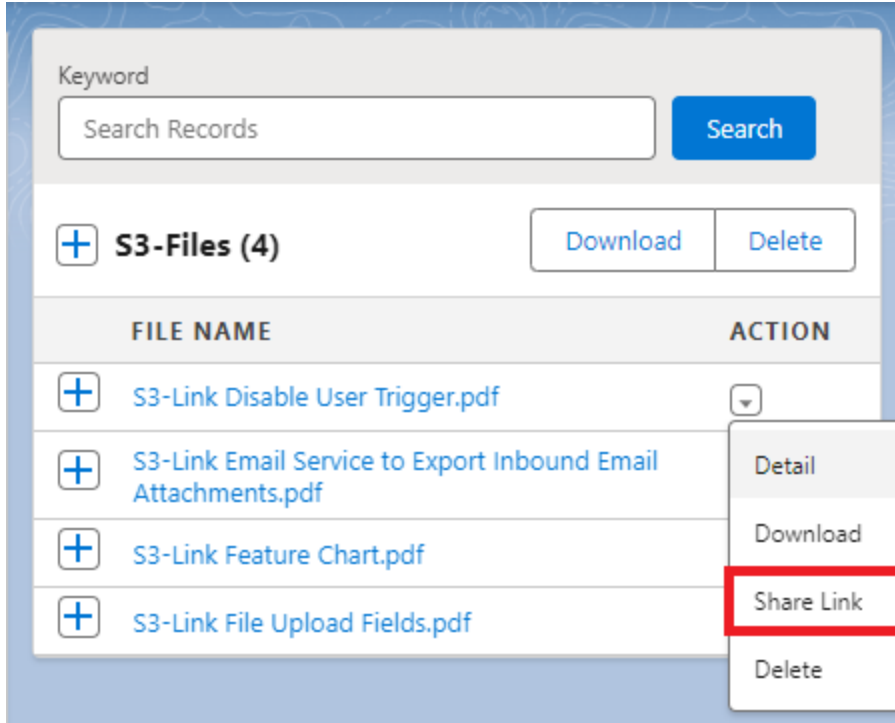 Keyword
Search Records
Search
S3-Files (4)
Download
Delete
FILE NAME
ACTION
S3-Link Disable User Trigger.pdf
S3-Link Email Service to Export Inbound Email
Attachments.pdf
S3-Link Feature Chart.pdf
S3-Link File Upload Fields.pdf
Detail
Download
Share Link
Delete